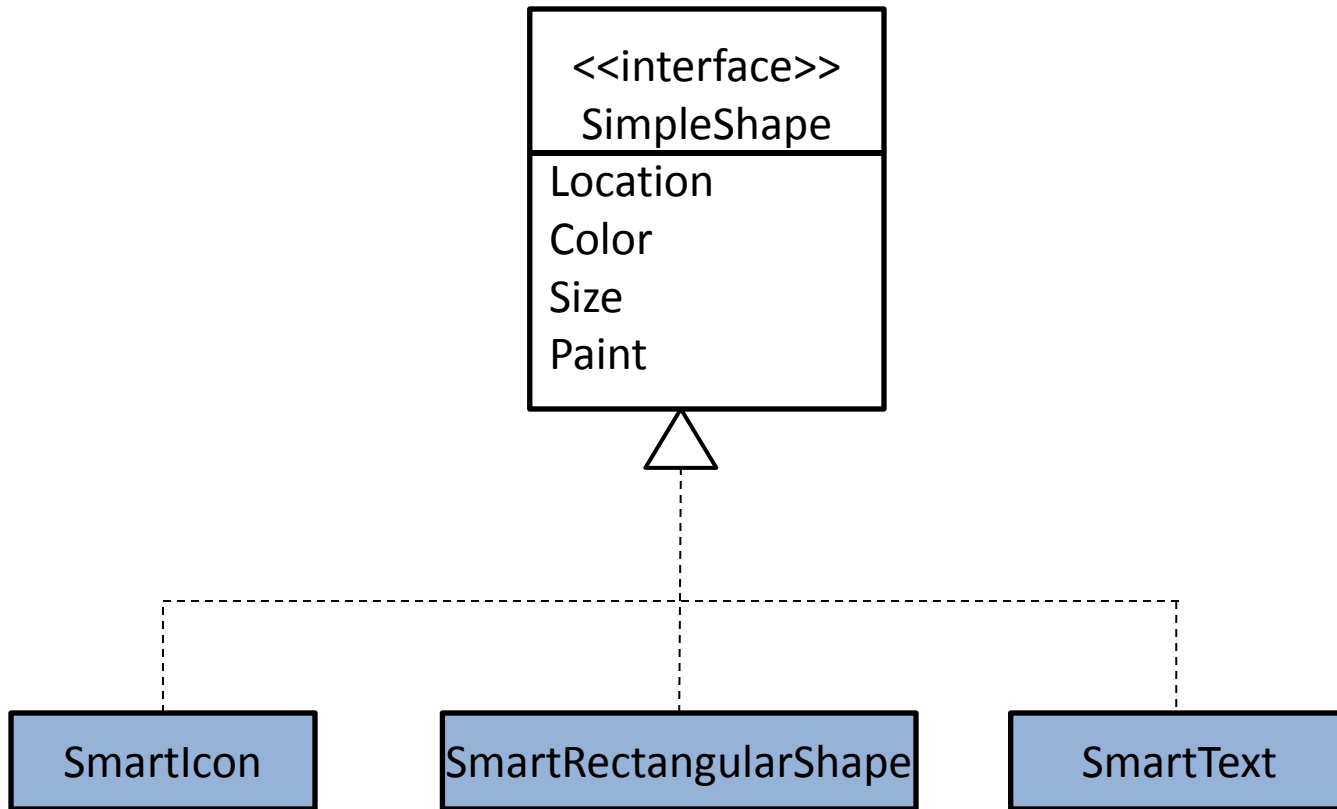 <<interface>>
SimpleShape
Location
Color
Size
Paint
SmartIcon
SmartRectangularShape
SmartText